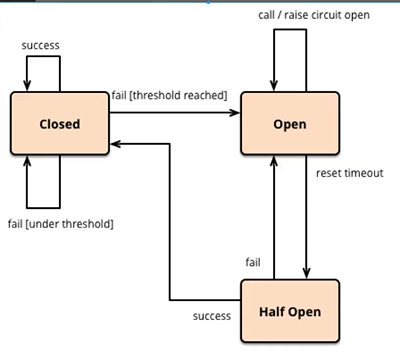 call / raise circuit open
success
fail [threshold reached]
Closed
Open
reset timeout
fail [under threshold]
fail
success
Half Open